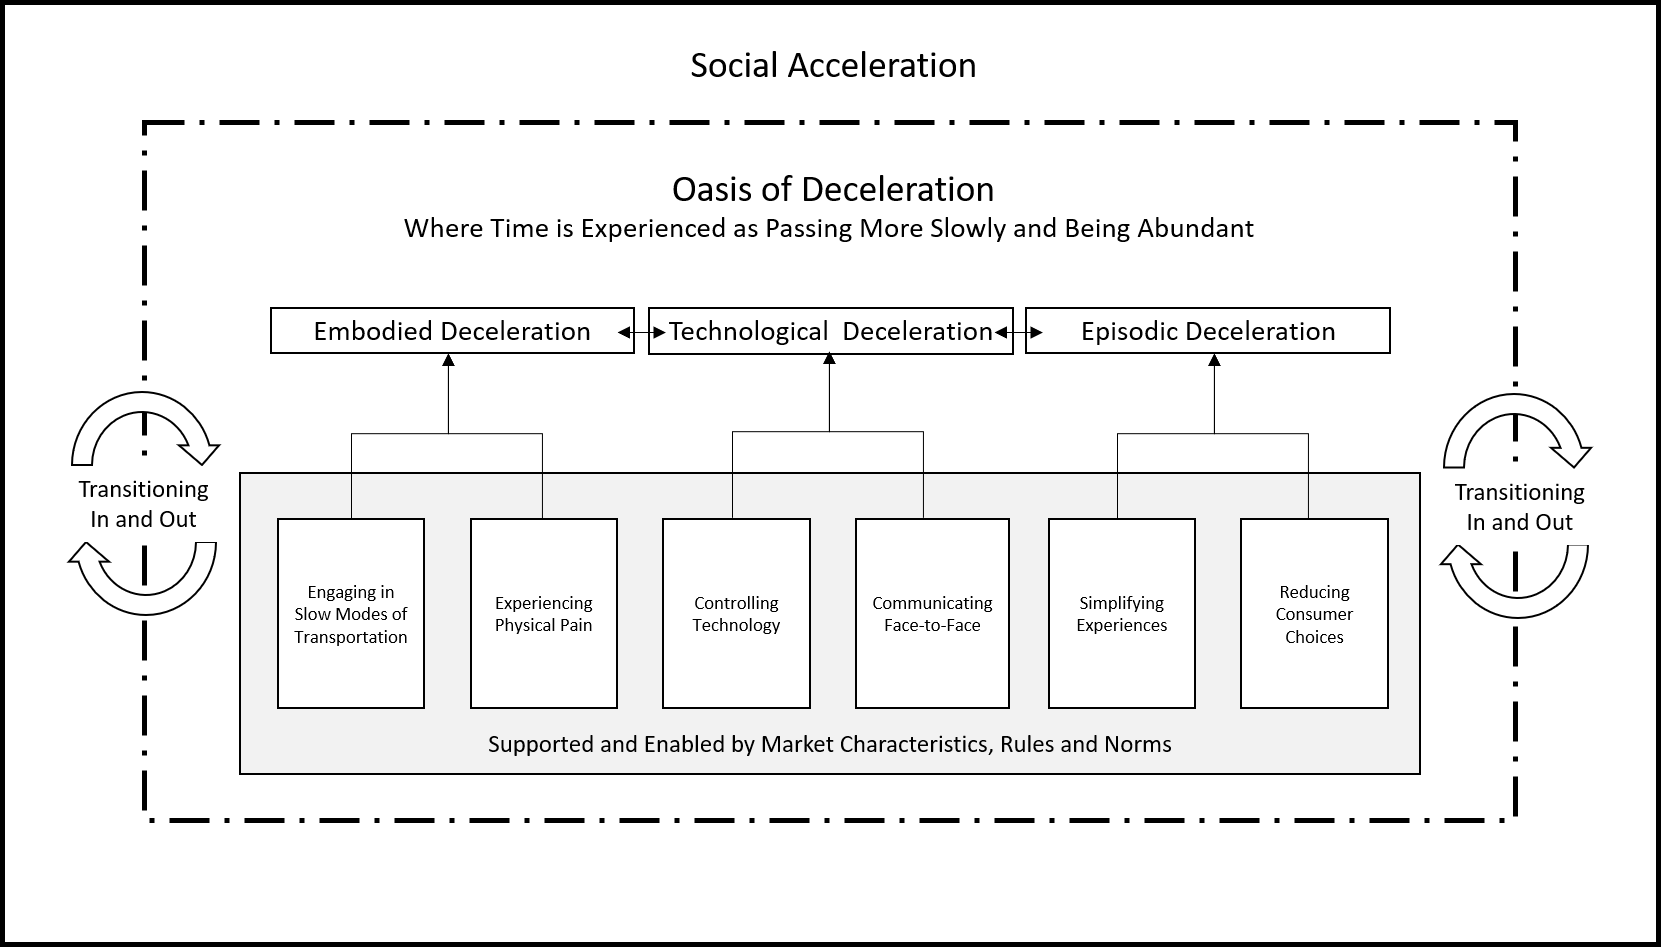 Social Acceleration
Oasis of Deceleration
Where Time is Experienced as Passing More Slowly and Being Abundant
Embodied Deceleration
Technological Deceleration
Episodic Deceleration
Transitioning
In and Out
Transitioning
In and Out
Engaging in
Slow Modes of
Transportation
Experiencing
Physical Pain
Controlling
Technology
Communicating
Face-to-Face
Simplifying
Experiences
Reducing
Consumer
Choices
Supported and Enabled by Market Characteristics, Rules and Norms